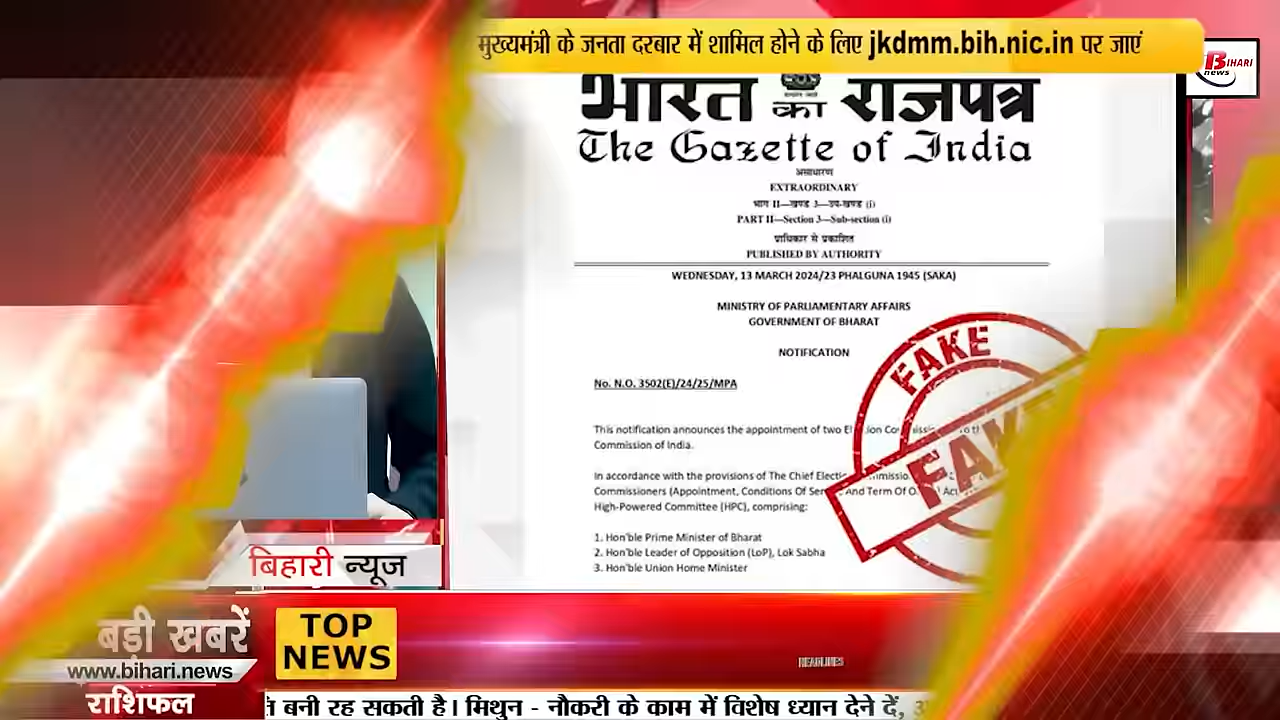 मुख्यमंत्री के जनता दरबार में शामिल होने के लिए jkdmm.bih.nic.in पर जाएं
BIHARI
news
भारत का राजपत्र
The Gazette of India
असाधारण
EXTRAORDINARY
भाग II—खण्ड 3—उप-खण्ड (i)
PART II—Section 3—Sub-section (i)
प्राधिकार से प्रकाशित
PUBLISHED BY AUTHORITY
WEDNESDAY, 13 MARCH 2024/23 PHALGUNA 1945 (SAKA)
MINISTRY OF PARLIAMENTARY AFFAIRS
GOVERNMENT OF BHARAT
NOTIFICATION
No. N.O. 3502(E)/24/25/MPA
This notification announces the appointment of two
Commission of India.
In accordance with the provisions of The Chief
Commissioners (Appointment, Conditions Of And Term Of
High-Powered Committee (HPC), comprising:
1. Hon'ble Prime Minister of Bharat
2. Hon'ble Leader of Opposition (LoP), Lok Sabha
3. Hon'ble Union Home Minister
FAKE
बिहारी न्यूज
बड़ी खबरें
TOP
NEWS
www.bihari.news
HEADLINES
राशिफल
बनी रह सकती है। मिथुन - नौकरी के काम में विशेष ध्यान देने दें,